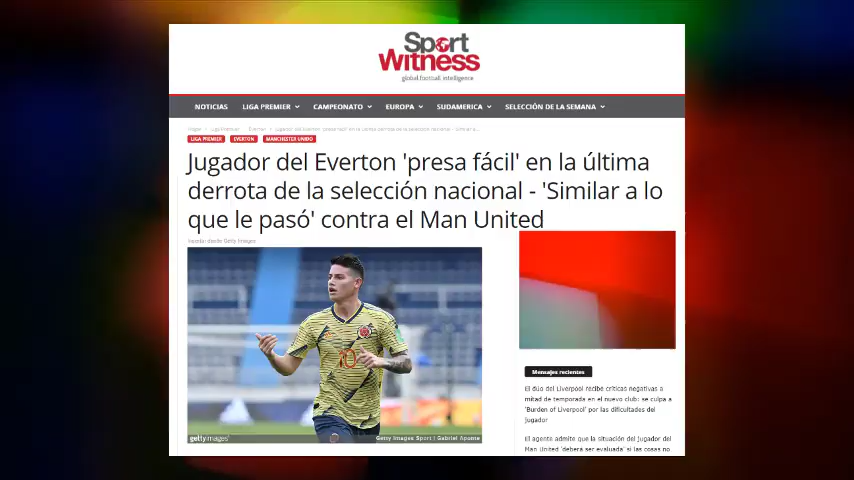 Sport
Witness
global football intelligence
NOTICIAS LIGA PREMIER CAMPEONATO EUROPA SUDAMERICA SELECCIÓN DE LA SEMANA
LIGA PREMIER EVERTON MANCHESTER UNIDO
Jugador del Everton 'presa fácil' en la última
derrota de la selección nacional - 'Similar a lo
que le pasó' contra el Man United
Getty Images
10
gettyimages
Getty Images Sport | Gabriel Aponte
Mensajes recientes
El dúo del Liverpool recibe críticas negativas a
mitad de temporada en el nuevo club: se culpa a
'Burden of Liverpool' por las dificultades del
jugador
El agente admite que la situación del jugador del
Man United 'deberá ser evaluada' si las cosas no